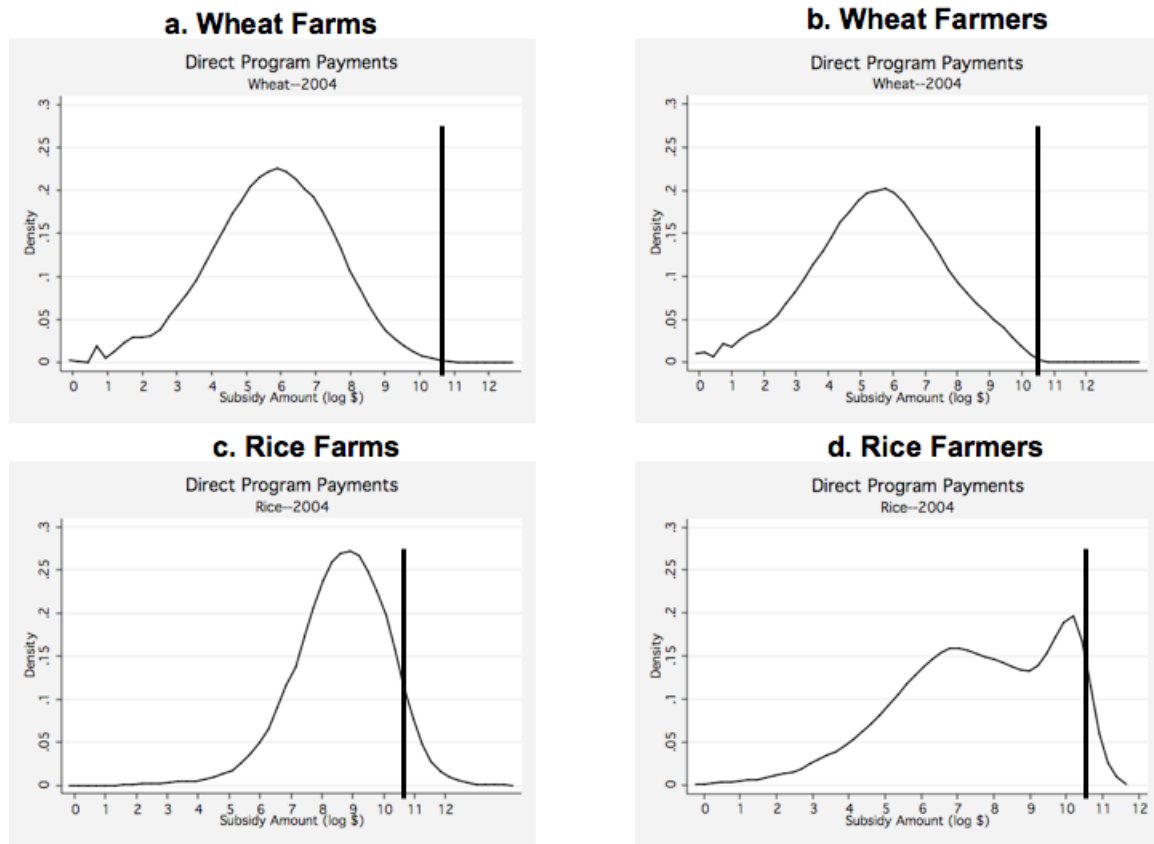 a. Wheat Farms
Direct Program Payments
Wheat--2004
.3
.25
.2
.15
.1
.05
0
Density
0 1 2 3 4 5 6 7 8 9 10 11 12
Subsidy Amount (log $)
b. Wheat Farmers
Direct Program Payments
Wheat--2004
.3
.25
.2
.15
.1
.05
0
Density
0 1 2 3 4 5 6 7 8 9 10 11 12
Subsidy Amount (log $)
c. Rice Farms
Direct Program Payments
Rice--2004
.3
.25
.2
.15
.1
.05
0
Density
0 1 2 3 4 5 6 7 8 9 10 11 12
Subsidy Amount (log $)
d. Rice Farmers
Direct Program Payments
Rice--2004
.3
.25
.2
.15
.1
.05
0
Density
0 1 2 3 4 5 6 7 8 9 10 11 12
Subsidy Amount (log $)